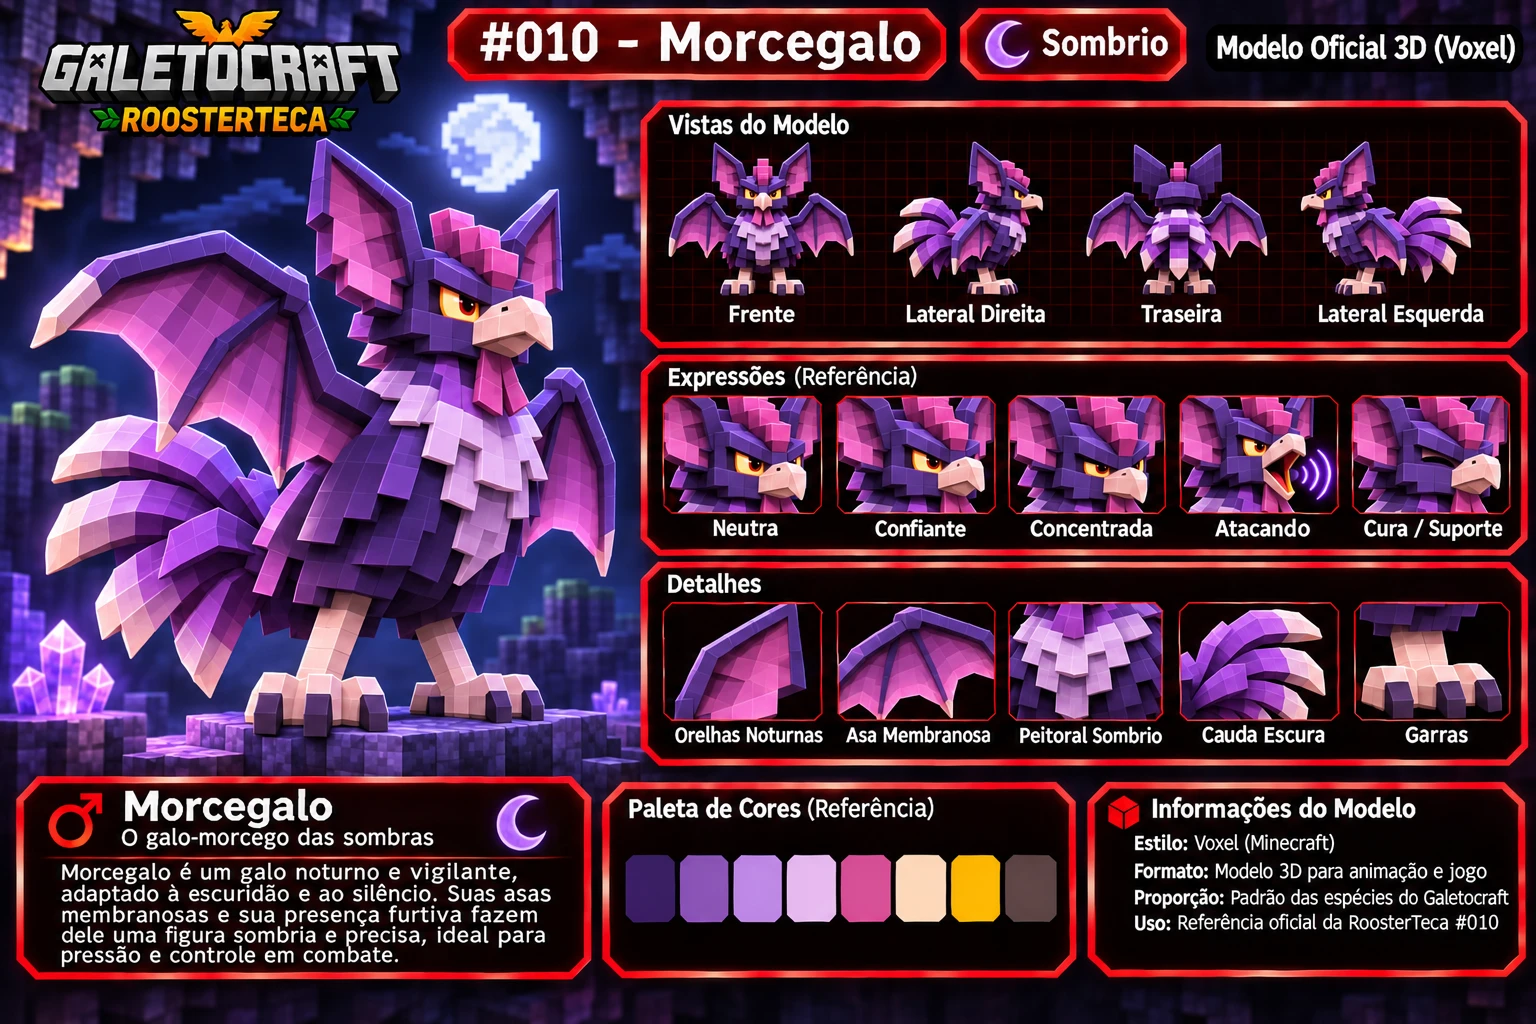 GALETOCRAFT
ROOSTERTECA
#010 - Morcegalo
Sombrio
Modelo Oficial 3D (Voxel)
Vistas do Modelo
Frente
Lateral Direita
Traseira
Lateral Esquerda
Expressões (Referência)
Neutra
Confiante
Concentrada
Atacando
Cura / Suporte
Detalhes
Orelhas Noturnas
Asa Membranosa
Peitoral Sombrio
Cauda Escura
Garras
Morcegalo
O galo-morcego das sombras
Morcegalo é um galo noturno e vigilante,
adaptado à escuridão e ao silêncio. Suas asas
membranosas e sua presença furtiva fazem
dele uma figura sombria e precisa, ideal para
pressão e controle em combate.
Paleta de Cores (Referência)
Informações do Modelo
Estilo: Voxel (Minecraft)
Formato: Modelo 3D para animação e jogo
Proporção: Padrão das espécies do Galetocraft
Uso: Referência oficial da RoosterTeca #010